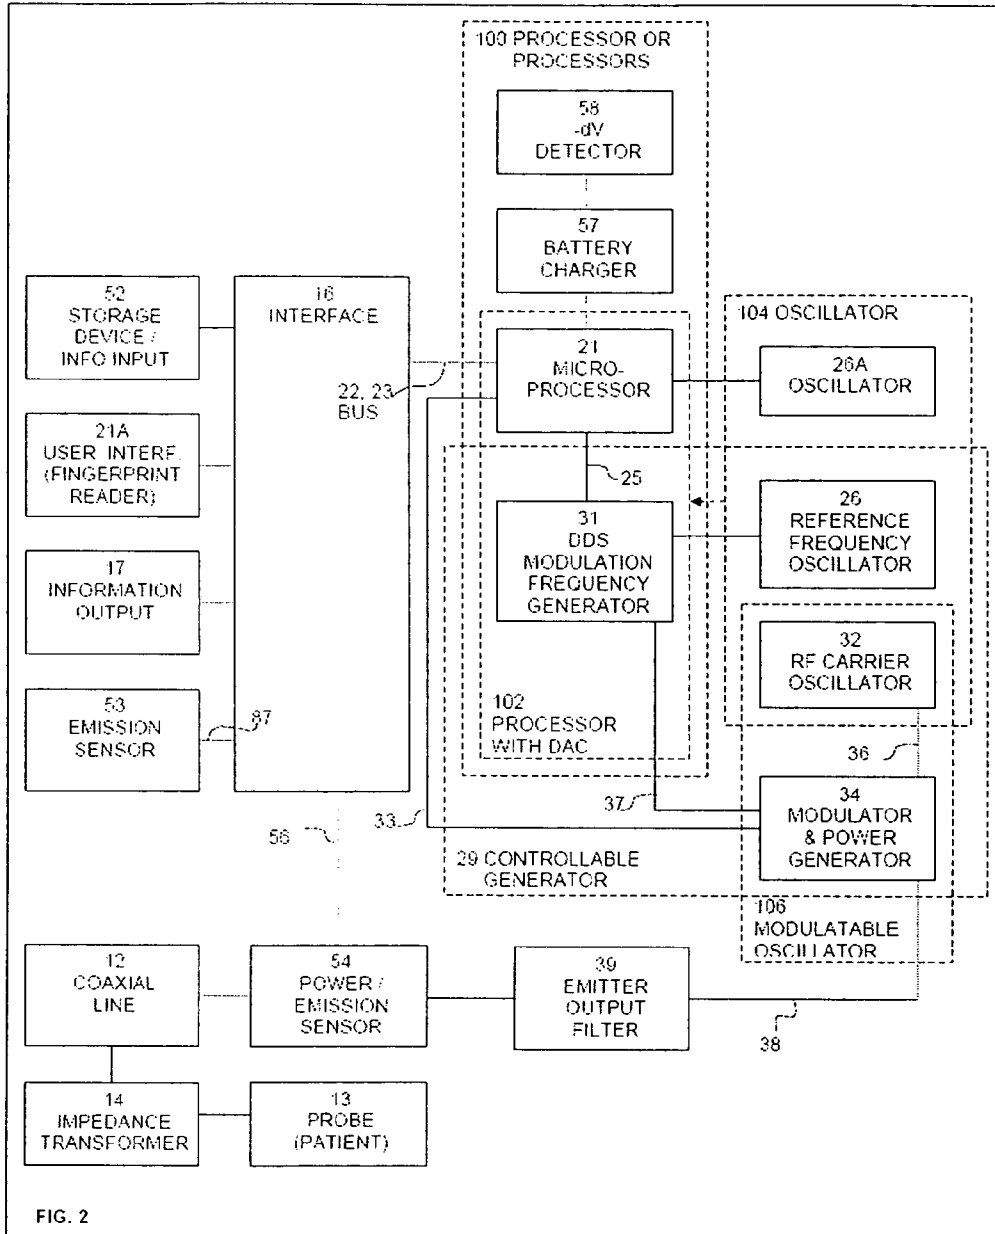 100 PROCESSOR OR
PROCESSORS
58
-dV
DETECTOR
57
BATTERY
CHARGER
52
STORAGE
DEVICE /
INFO INPUT
16
INTERFACE
104 OSCILLATOR
21
MICRO-
PROCESSOR
26A
OSCILLATOR
22, 23
BUS
21A
USER INTERF.
(FINGERPRINT
READER)
25
31
DDS
MODULATION
FREQUENCY
GENERATOR
26
REFERENCE
FREQUENCY
OSCILLATOR
17
INFORMATION
OUTPUT
32
RF CARRIER
OSCILLATOR
53
EMISSION
SENSOR
87
102
PROCESSOR
WITH DAC
36
37
33
34
MODULATOR
& POWER
GENERATOR
56
29 CONTROLLABLE
GENERATOR
106
MODULATABLE
OSCILLATOR
12
COAXIAL
LINE
54
POWER /
EMISSION
SENSOR
39
EMITTER
OUTPUT
FILTER
38
14
IMPEDANCE
TRANSFORMER
13
PROBE
(PATIENT)
FIG. 2